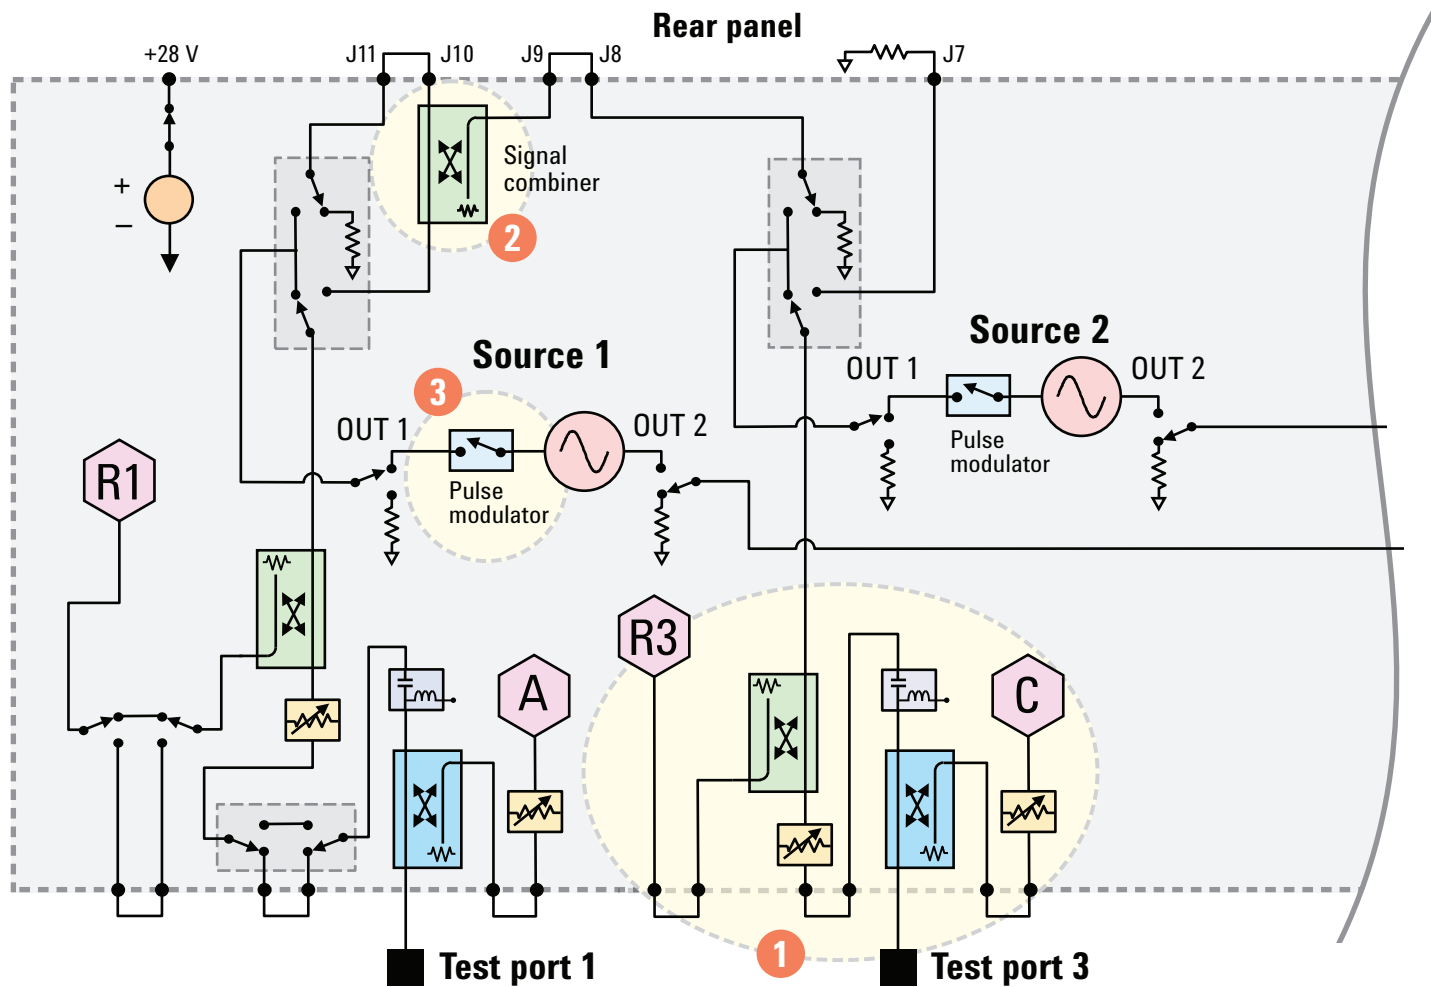 Rear panel
+28 V
J11
J10
J9
J8
J7
+
−
Signal
combiner
2
Source 1
Source 2
3
OUT 1
OUT 2
OUT 1
OUT 2
Pulse
modulator
Pulse
modulator
R1
R3
A
C
1
Test port 1
Test port 3